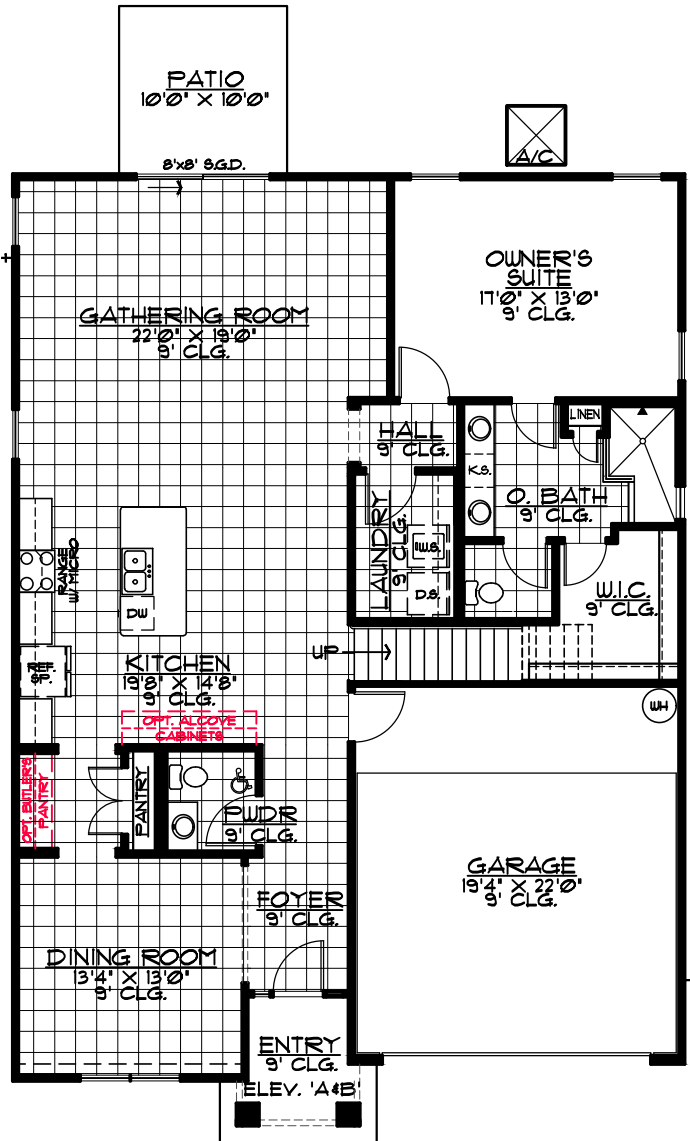 PATIO
10'0" X 10'0"
8'x8' S.G.D.
A/C
OWNER'S
SUITE
17'0" X 13'0"
9' CLG.
GATHERING ROOM
22'0" X 19'0"
9' CLG.
HALL
9' CLG.
LINEN
K.S.
O. BATH
9' CLG.
LAUNDRY
9' CLG.
W.S.
D.S.
W.I.C.
9' CLG.
RANGE
W/ MICRO
DW
UP
REF.
SP.
KITCHEN
19'8" X 14'8"
9' CLG.
OPT. ALCOVE
CABINETS
WH
OPT. BUTLER'S
PANTRY
PANTRY
PWDR
9' CLG.
GARAGE
19'4" X 22'0"
9' CLG.
FOYER
9' CLG.
DINING ROOM
13'4" X 13'0"
9' CLG.
ENTRY
9' CLG.
ELEV. 'A&B'